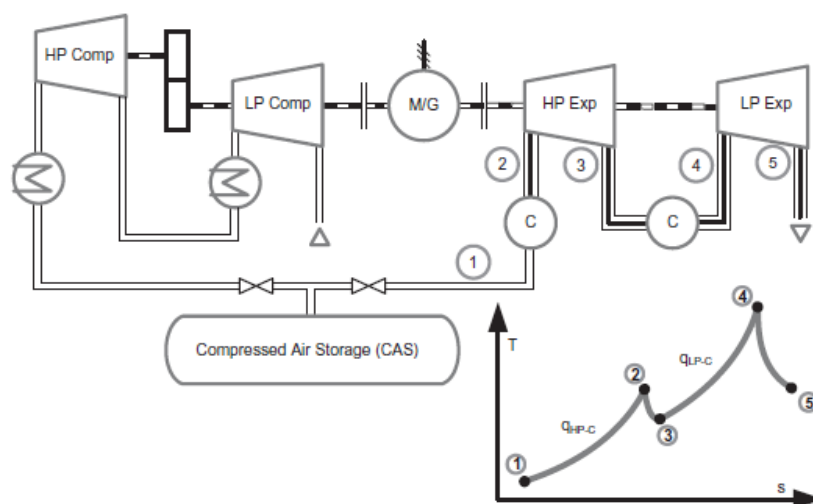 HP Comp
LP Comp
M/G
HP Exp
LP Exp
2
3
4
5
C
C
1
Compressed Air Storage (CAS)
T
4
qLP-C
2
5
3
qHP-C
1
s